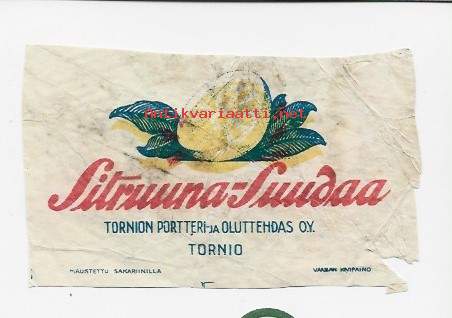 Antikvariaatti.net
Sitruuna-Suudaa
TORNION PORTTERI-JA OLUTTEHDAS O.Y.
TORNIO
MAUSTETTU SAKARIINILLA
VAASAN KIVIPAINO